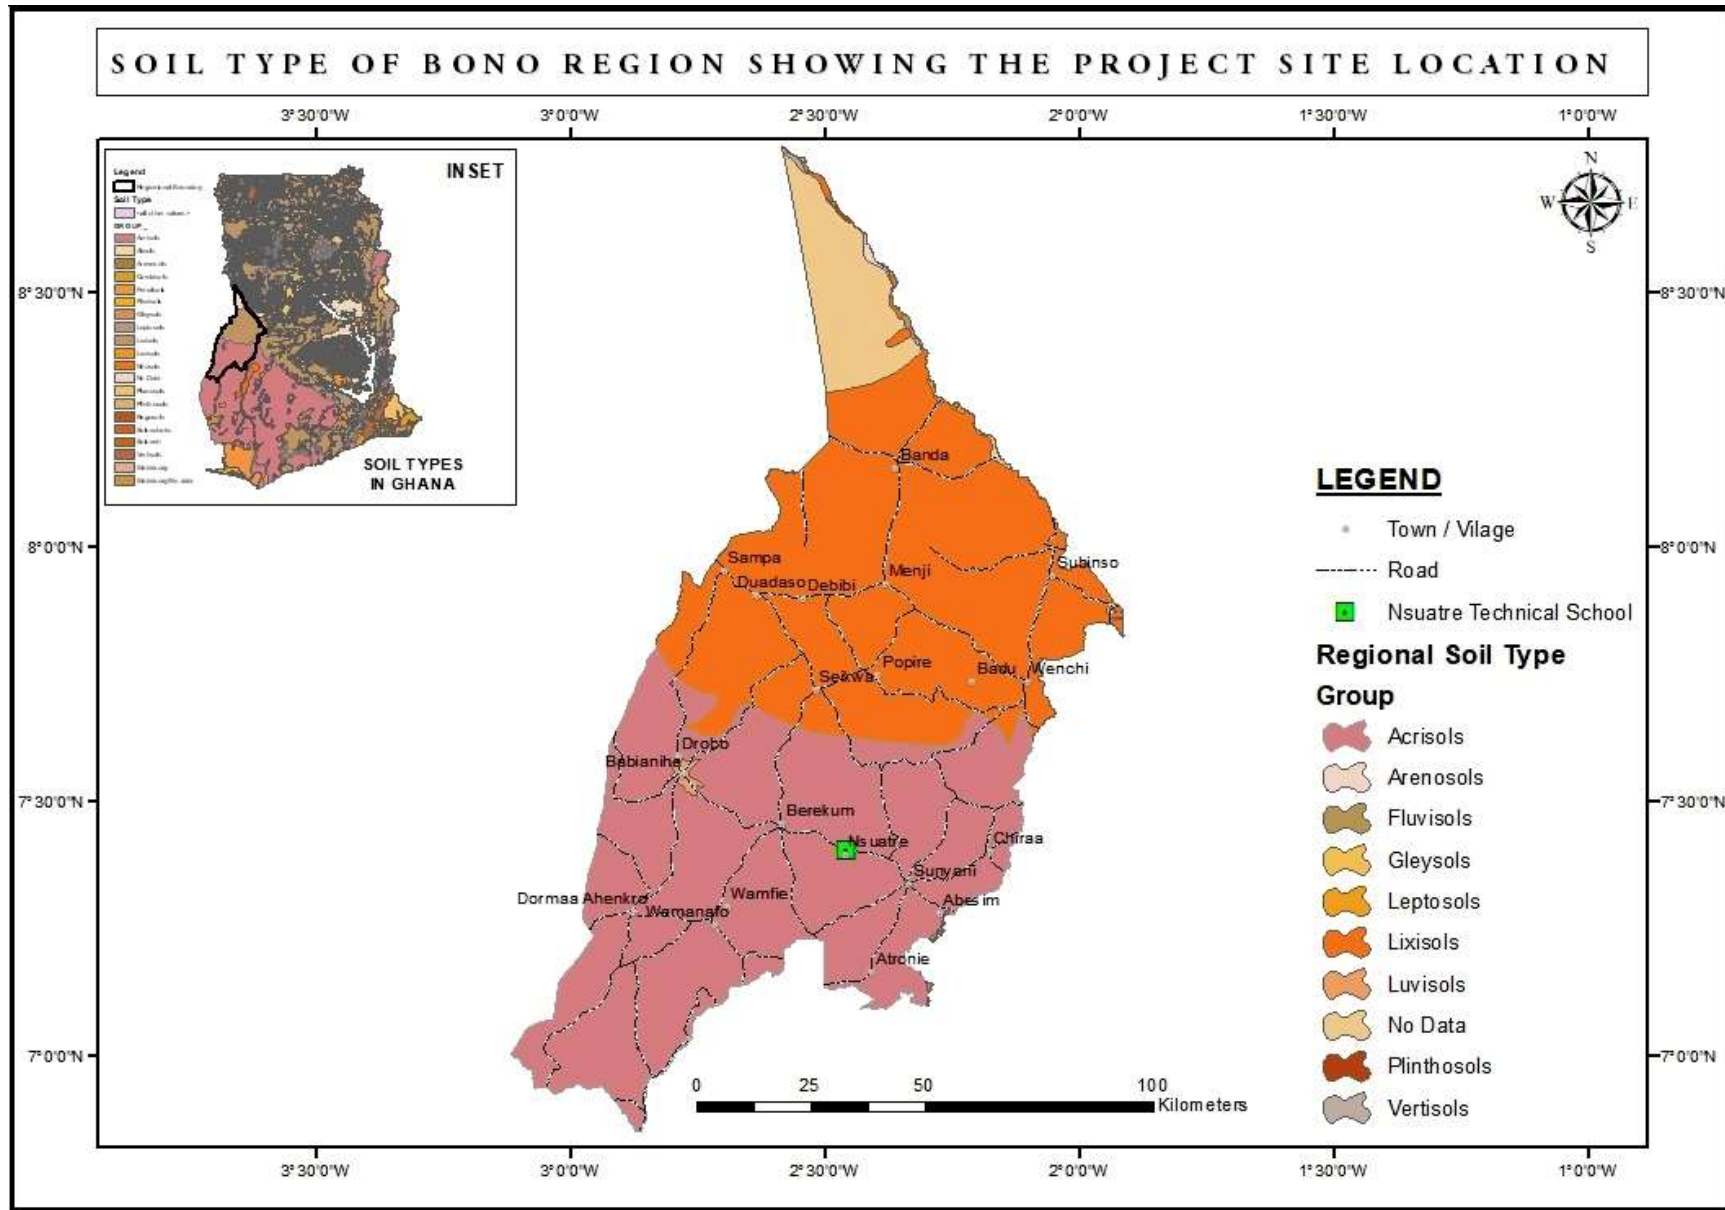 SOIL TYPE OF BONO REGION SHOWING THE PROJECT SITE LOCATION
3°30'0"W 3°0'0"W 2°30'0"W 2°0'0"W 1°30'0"W 1°0'0"W
INSET
Legend
Soil Type
SOIL TYPES
IN GHANA
N
W E
S
8°30'0"N 8°30'0"N
Banda
8°0'0"N 8°0'0"N
Sampa
Subinso
Menji
Duadaso Debibi
Popire
Badu Wenchi
Seikwa
Drobo
Babianiha
7°30'0"N 7°30'0"N
Berekum
Nsuatre
Chiraa
Sunyani
Wamfie
Dormaa Ahenkro
Abesim
Wamanafo
Atronie
7°0'0"N 7°0'0"N
0 25 50 100
Kilometers
LEGEND
Town / Vilage
Road
Nsuatre Technical School
Regional Soil Type
Group
Acrisols
Arenosols
Fluvisols
Gleysols
Leptosols
Lixisols
Luvisols
No Data
Plinthosols
Vertisols
3°30'0"W 3°0'0"W 2°30'0"W 2°0'0"W 1°30'0"W 1°0'0"W